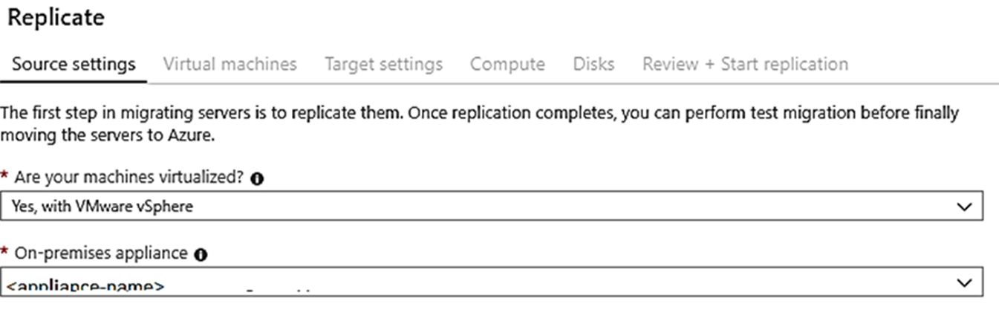 Replicate
Source settings Virtual machines Target settings Compute Disks Review + Start replication
The first step in migrating servers is to replicate them. Once replication completes, you can perform test migration before finally
moving the servers to Azure.
* Are your machines virtualized?
Yes, with VMware vSphere
* On-premises appliance
<appliance-name>